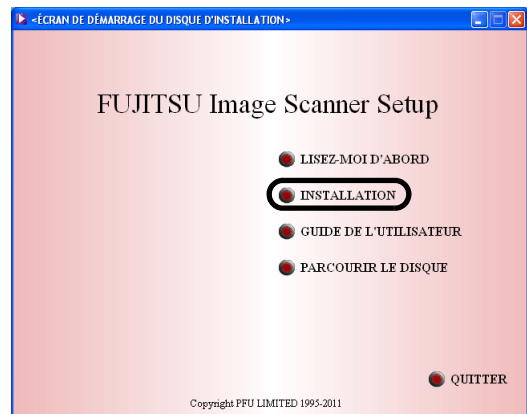 <ÉCRAN DE DÉMARRAGE DU DISQUE D'INSTALLATION>
FUJITSU Image Scanner Setup
LISEZ-MOI D'ABORD
INSTALLATION
GUIDE DE L'UTILISATEUR
PARCOURIR LE DISQUE
QUITTER
Copyright PFU LIMITED 1995-2011